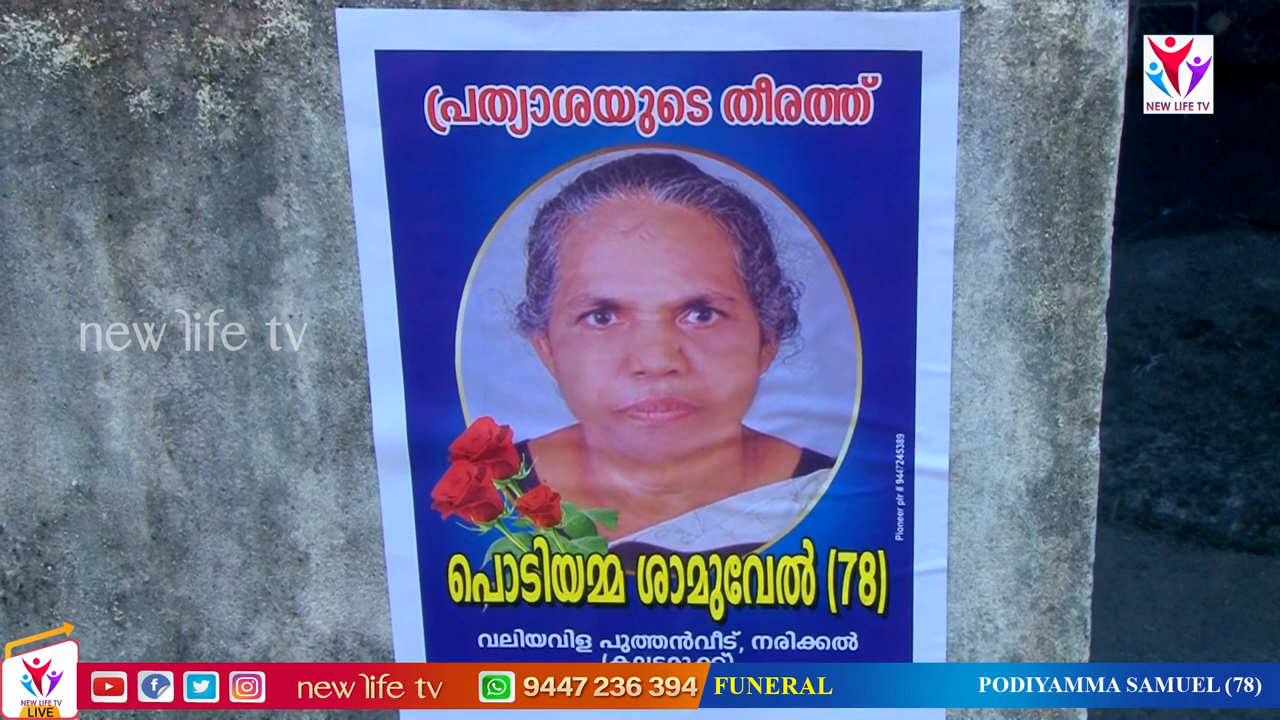 NEW LIFE TV
പ്രത്യാശയുടെ തീരത്ത്
new life tv
Pioneer plr # 9447245389
പൊടിയമ്മ ശാമുവേൽ (78)
വലിയവിള പുത്തൻവീട്, നരിക്കൽ
NEW LIFE TV
LIVE
new life tv
9447 236 394
FUNERAL
PODIYAMMA SAMUEL (78)